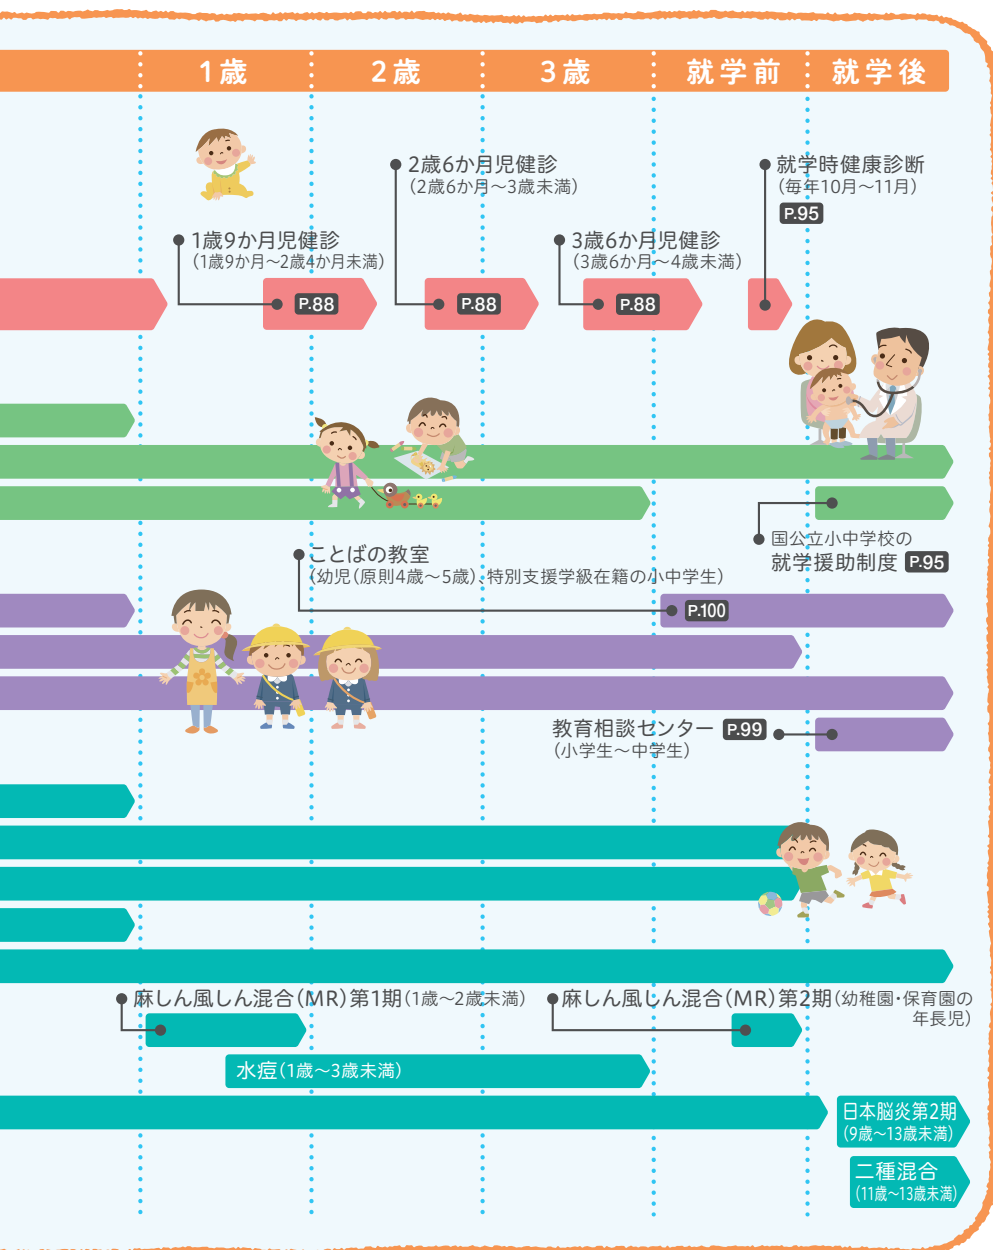 1歳 2歳 3歳 就学前 就学後
2歳6か月児健診
(2歳6か月〜3歳未満)
就学時健康診断
(毎年10月〜11月)
P.95
1歳9か月児健診
(1歳9か月〜2歳4か月未満)
3歳6か月児健診
(3歳6か月〜4歳未満)
P.88 P.88 P.88
国公立小中学校の
就学援助制度 P.95
ことばの教室
(幼児(原則4歳〜5歳)、特別支援学級在籍の小中学生)
P.100
教育相談センター P.99
(小学生〜中学生)
麻しん風しん混合(MR)第1期(1歳〜2歳未満)
麻しん風しん混合(MR)第2期(幼稚園・保育園の
年長児)
水痘(1歳〜3歳未満)
日本脳炎第2期
(9歳〜13歳未満)
二種混合
(11歳〜13歳未満)